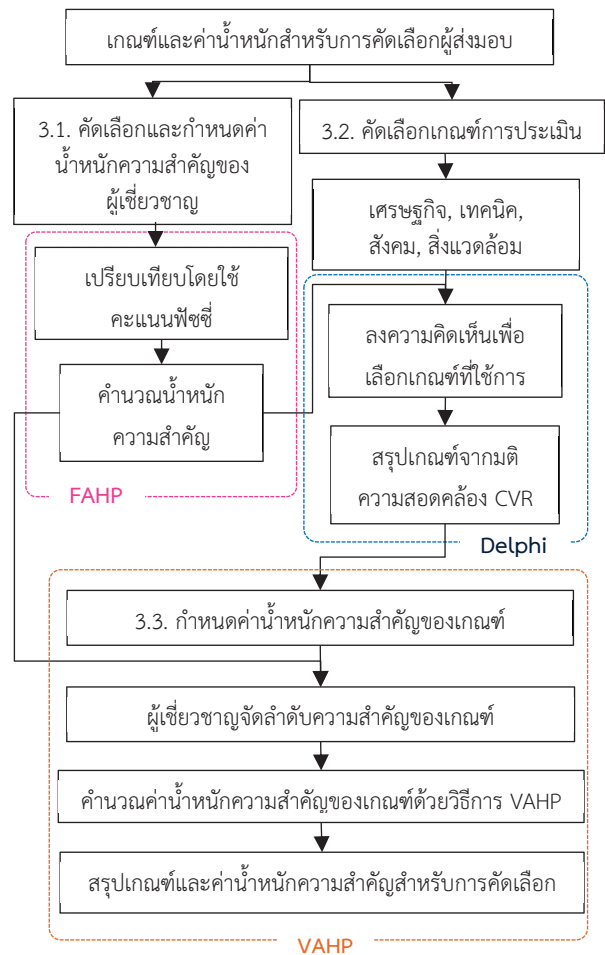 เกณฑ์และค่าน้ำหนักสำหรับการคัดเลือกผู้ส่งมอบ
3.1. คัดเลือกและกำหนดค่า
น้ำหนักความสำคัญของ
ผู้เชี่ยวชาญ
3.2. คัดเลือกเกณฑ์การประเมิน
เศรษฐกิจ, เทคนิค,
สังคม, สิ่งแวดล้อม
เปรียบเทียบโดยใช้
คะแนนฟัซซี่
คำนวณน้ำหนัก
ความสำคัญ
FAHP
ลงความคิดเห็นเพื่อ
เลือกเกณฑ์ที่ใช้การ
สรุปเกณฑ์จากมติ
ความสอดคล้อง CVR
Delphi
3.3. กำหนดค่าน้ำหนักความสำคัญของเกณฑ์
ผู้เชี่ยวชาญจัดลำดับความสำคัญของเกณฑ์
คำนวณค่าน้ำหนักความสำคัญของเกณฑ์ด้วยวิธีการ VAHP
สรุปเกณฑ์และค่าน้ำหนักความสำคัญสำหรับการคัดเลือก
VAHP